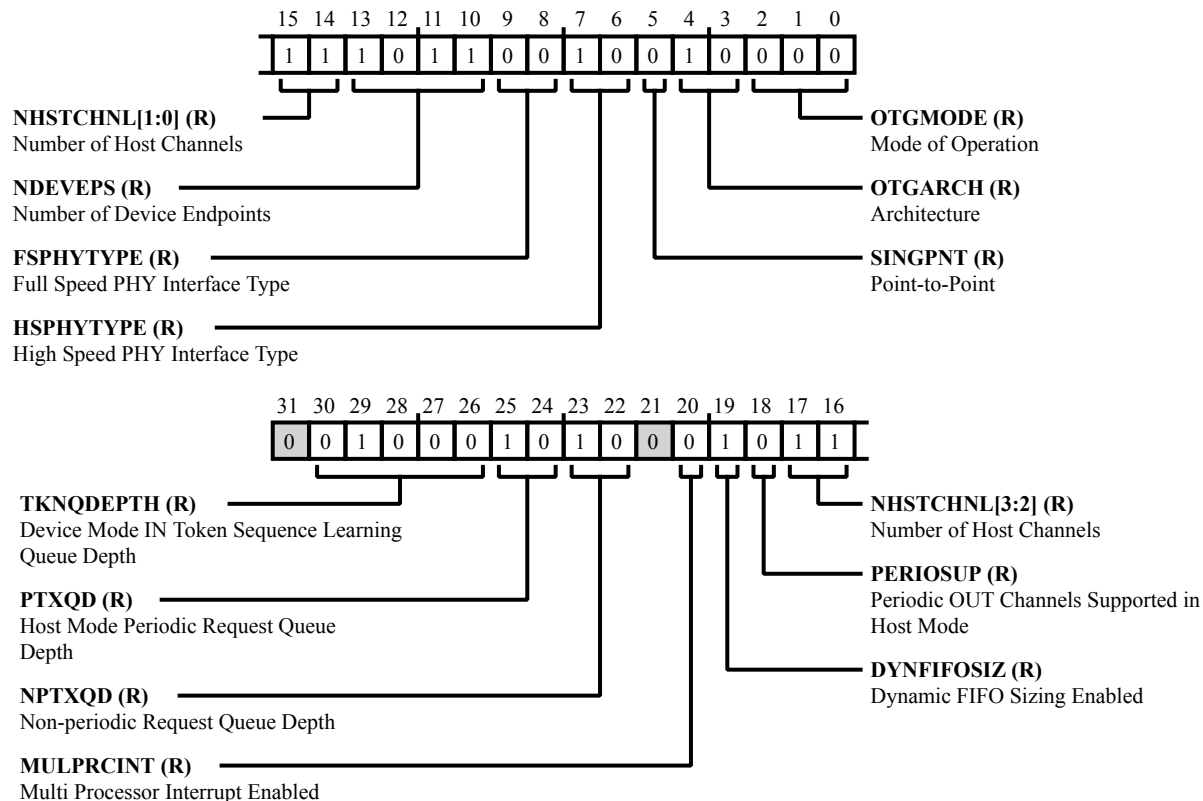 15 14 13 12 11 10 9 8 7 6 5 4 3 2 1 0
1 1 1 0 1 1 0 0 1 0 0 1 0 0 0 0
NHSTCHNL[1:0] (R)
Number of Host Channels
NDEVEPS (R)
Number of Device Endpoints
FSPHYTYPE (R)
Full Speed PHY Interface Type
HSPHYTYPE (R)
High Speed PHY Interface Type
OTGMODE (R)
Mode of Operation
OTGARCH (R)
Architecture
SINGPNT (R)
Point-to-Point
31 30 29 28 27 26 25 24 23 22 21 20 19 18 17 16
0 0 1 0 0 0 1 0 1 0 0 0 1 0 1 1
TKNQDEPTH (R)
Device Mode IN Token Sequence Learning
Queue Depth
PTXQD (R)
Host Mode Periodic Request Queue
Depth
NPTXQD (R)
Non-periodic Request Queue Depth
MULPRCINT (R)
Multi Processor Interrupt Enabled
NHSTCHNL[3:2] (R)
Number of Host Channels
PERIOSUP (R)
Periodic OUT Channels Supported in
Host Mode
DYNFIFOSIZ (R)
Dynamic FIFO Sizing Enabled